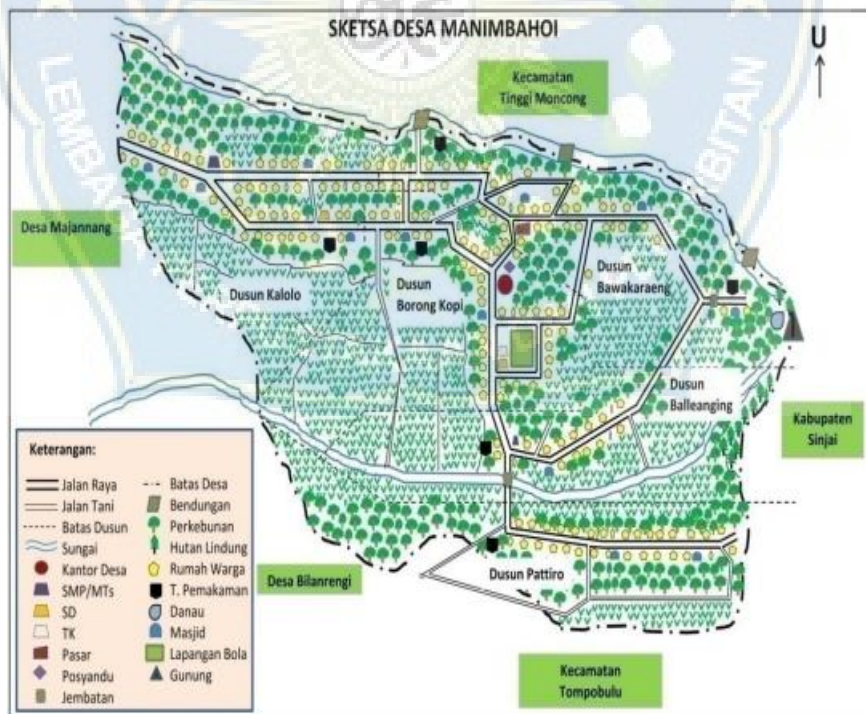 SKETSA DESA MANIMBAHOI
U
Kecamatan
Tinggi Moncong
LEMBAGA
BITAN
Desa Majannang
Dusun Kalolo
Dusun
Borong Kopi
Dusun
Bawakaraeng
Dusun
Balleanging
Kabupaten
Sinjai
Desa Bilanrengi
Dusun Pattiro
Kecamatan
Tompobulu
Keterangan:
Jalan Raya
Jalan Tani
Batas Dusun
Sungai
Kantor Desa
SMP/MTs
SD
TK
Pasar
Posyandu
Jembatan
Batas Desa
Bendungan
Perkebunan
Hutan Lindung
Rumah Warga
T. Pemakaman
Danau
Masjid
Lapangan Bola
Gunung